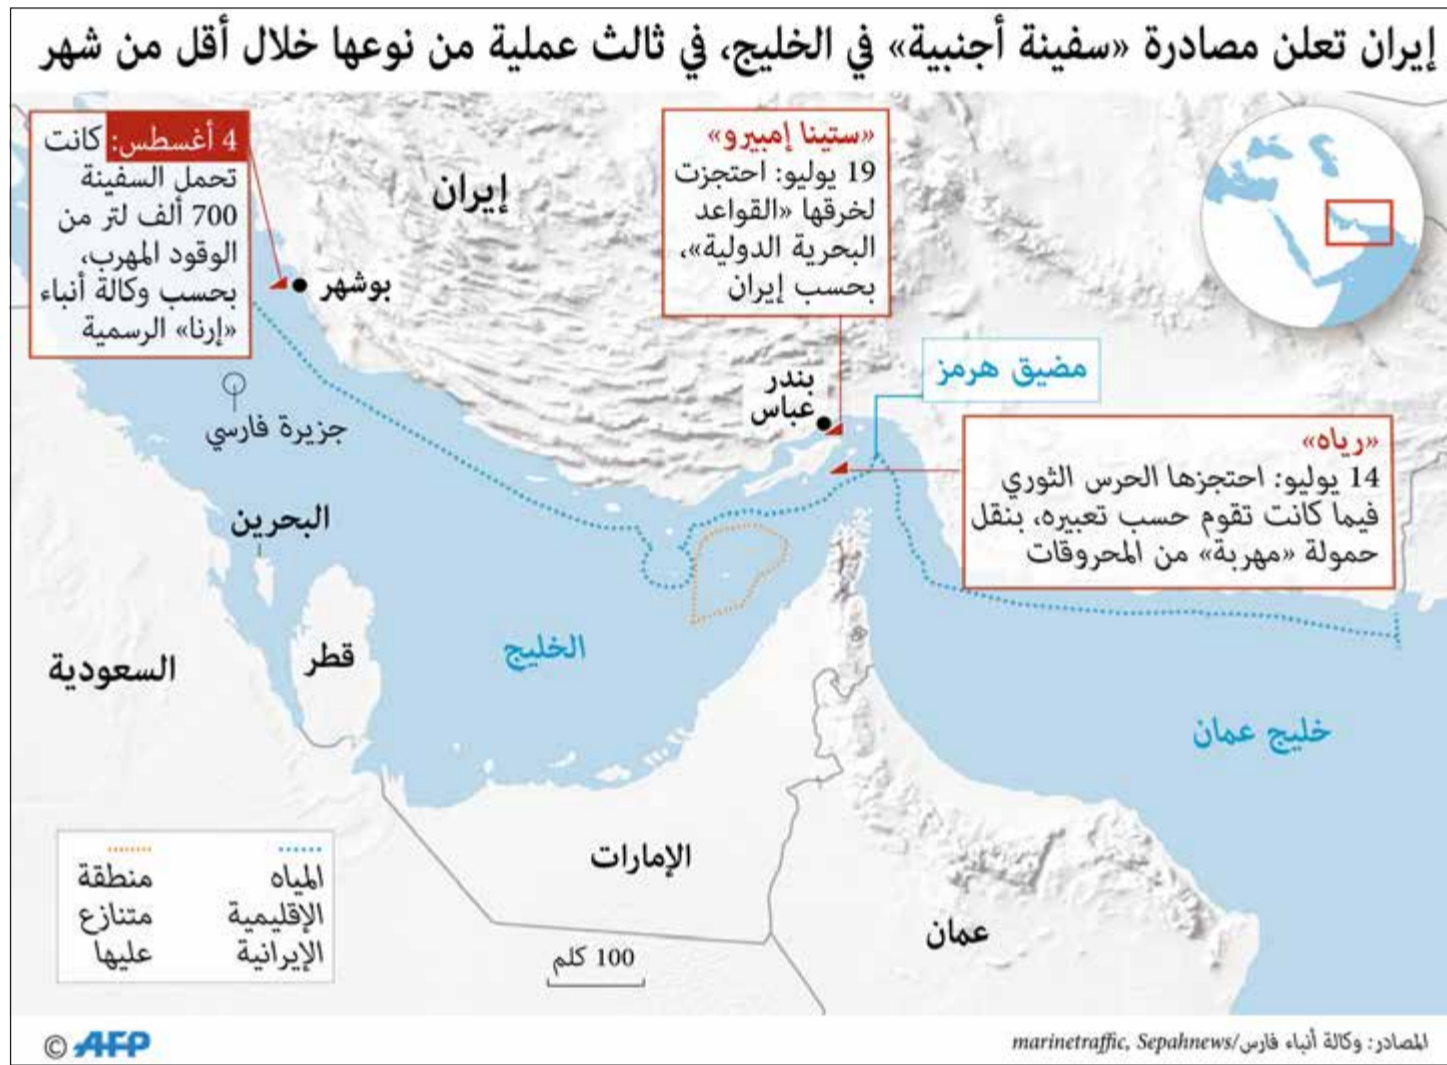 إيران تعلن مصادرة «سفينة أجنبية» في الخليج، في ثالث عملية من نوعها خلال أقل من شهر
«ستينا إمبيرو»
19 يوليو: احتجزت
لخرقها «القواعد
البحرية الدولية»،
بحسب إيران
4 أغسطس: كانت
تحمل السفينة
700 ألف لتر من
الوقود المهرب،
بحسب وكالة أنباء
«إرنا» الرسمية
إيران
بوشهر
مضيق هرمز
بندر
عباس
جزيرة فارسي
«رياه»
14 يوليو: احتجزها الحرس الثوري
فيما كانت تقوم حسب تعبيره، بنقل
حمولة «مهربة» من المحروقات
البحرين
قطر
السعودية
الخليج
خليج عمان
الإمارات
عمان
المياه
الإقليمية
الإيرانية
منطقة
متنازع
عليها
100 كلم
المصادر: وكالة أنباء فارس/marinetraffic, Sepahnews
© AFP